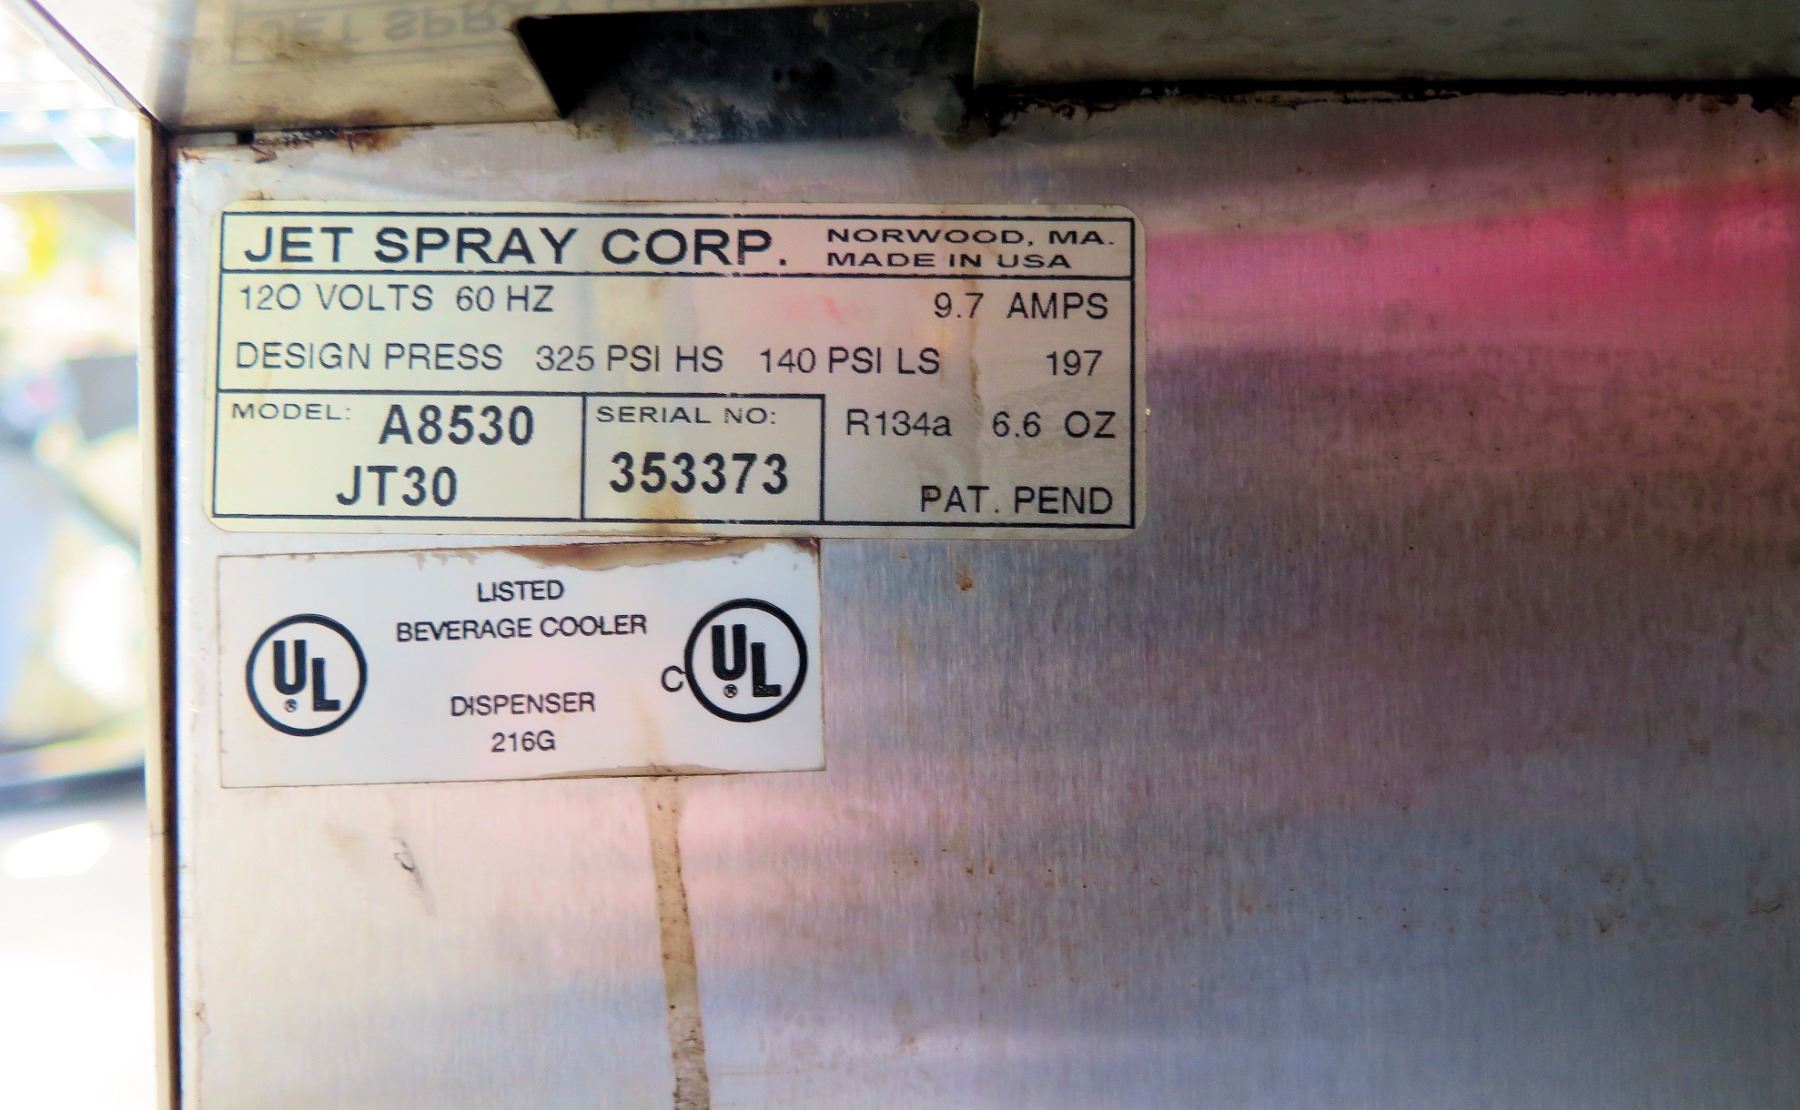 JET SPRAY CORP. NORWOOD, MA.
MADE IN USA
120 VOLTS 60 HZ 9.7 AMPS
DESIGN PRESS 325 PSI HS 140 PSI LS 197
MODEL: A8530
JT30
SERIAL NO:
353373
R134a 6.6 OZ
PAT. PEND
LISTED
BEVERAGE COOLER
DISPENSER
216G
UL ®
C UL ®
JET SPRAY